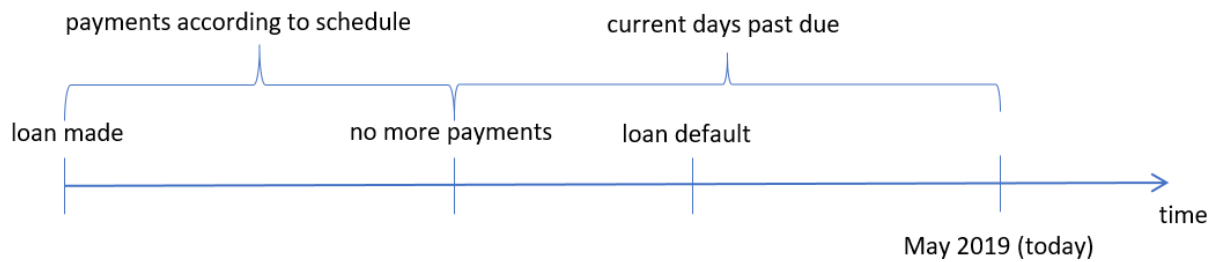 payments according to schedule
current days past due
loan made
no more payments
loan default
time
May 2019 (today)